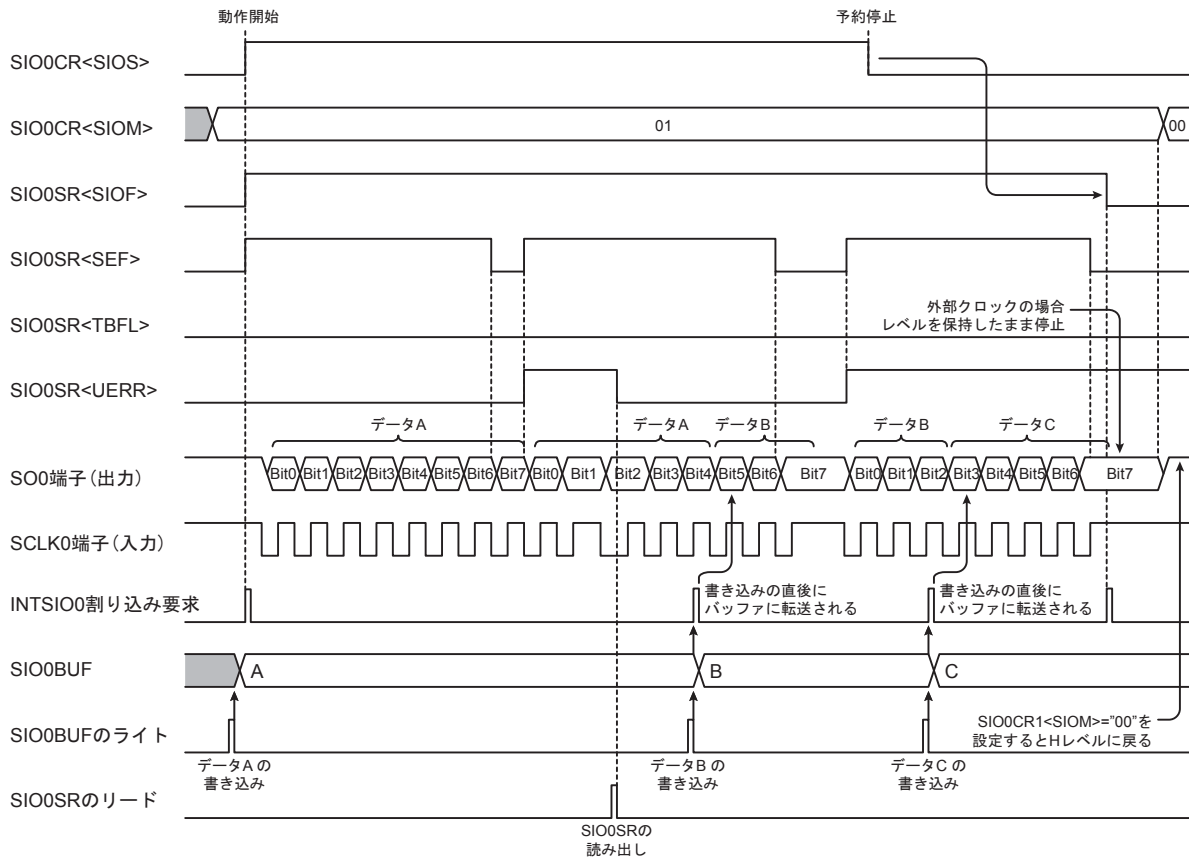 動作開始
予約停止
SIO0CR<SIOS>
SIO0CR<SIOM>
01
00
SIO0SR<SIOF>
SIO0SR<SEF>
外部クロックの場合
レベルを保持したまま停止
SIO0SR<TBFL>
SIO0SR<UERR>
データA
データA
データB
データB
データC
SO0端子(出力)
Bit0 Bit1 Bit2 Bit3 Bit4 Bit5 Bit6 Bit7 Bit0 Bit1 Bit2 Bit3 Bit4 Bit5 Bit6 Bit7 Bit0 Bit1 Bit2 Bit3 Bit4 Bit5 Bit6 Bit7
SCLK0端子(入力)
INTSIO0割り込み要求
書き込みの直後に
バッファに転送される
書き込みの直後に
バッファに転送される
SIO0BUF
A
B
C
SIO0BUFのライト
SIO0CR1<SIOM>="00"を
設定するとHレベルに戻る
データA の
書き込み
データB の
書き込み
データC の
書き込み
SIO0SRのリード
SIO0SRの
読み出し